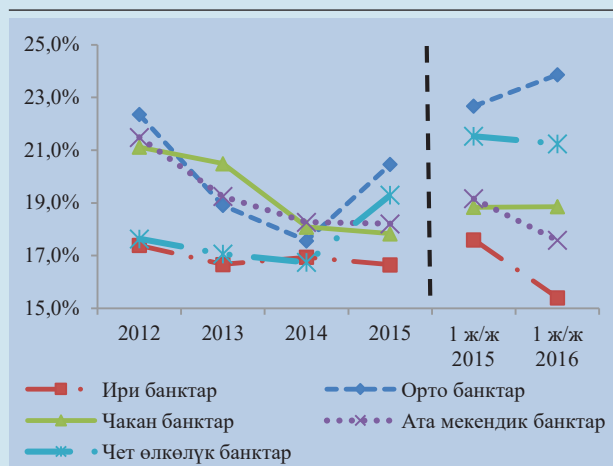 25,0%
23,0%
21,0%
19,0%
17,0%
15,0%
2012 2013 2014 2015 1 ж/ж 1 ж/ж
2015 2016
Ири банктар Орто банктар
Чакан банктар Ата мекендик банктар
Чет өлкөлүк банктар